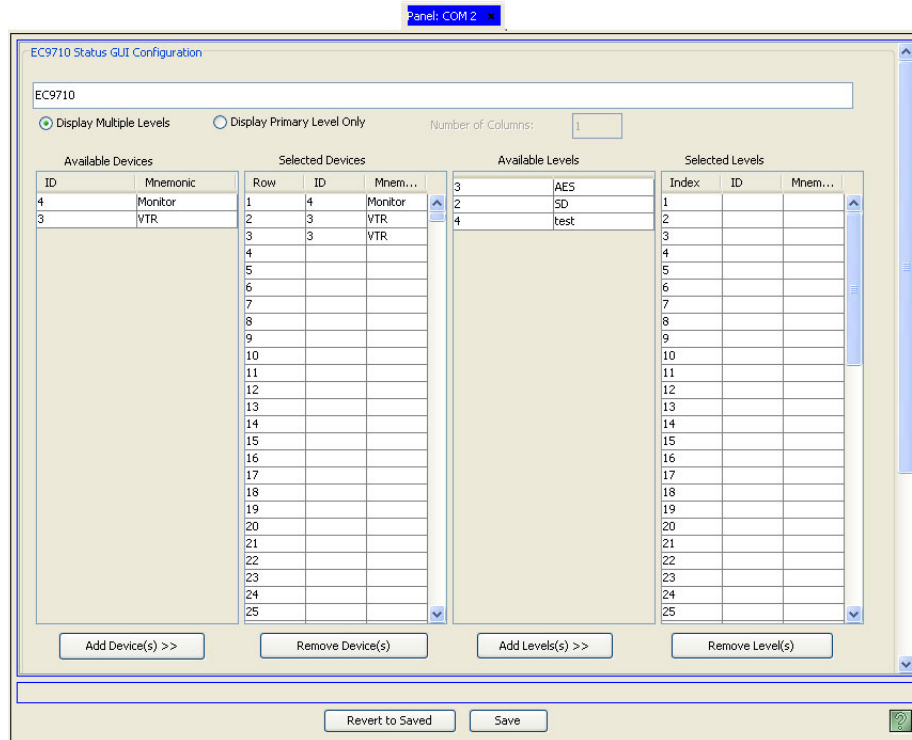 Panel: COM 2 x
EC9710 Status GUI Configuration
EC9710
Display Multiple Levels Display Primary Level Only Number of Columns: 1
Available Devices Selected Devices Available Levels Selected Levels
ID Mnemonic Row ID Mnem... 3 AES Index ID Mnem...
4 Monitor 1 4 Monitor 2 SD 1
3 VTR 2 3 VTR 4 test 2
3 3 VTR 3
4 4
5 5
6 6
7 7
8 8
9 9
10 10
11 11
12 12
13 13
14 14
15 15
16 16
17 17
18 18
19 19
20 20
21 21
22 22
23 23
24 24
25 25
Add Device(s) >> Remove Device(s) Add Levels(s) >> Remove Level(s)
Revert to Saved Save
?